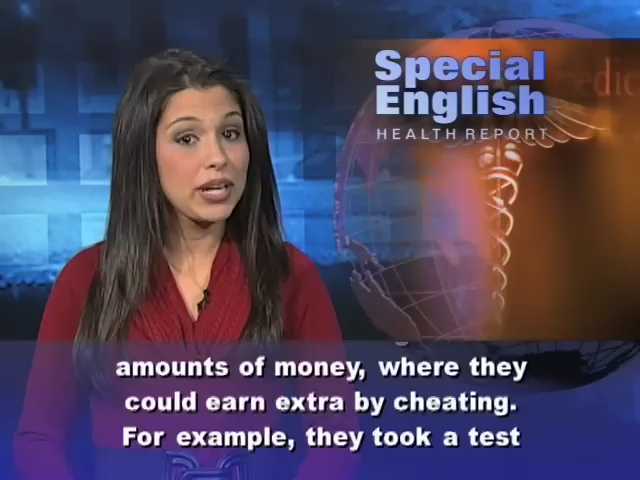 Special
English
HEALTH REPORT
edic
amounts of money, where they
could earn extra by cheating.
For example, they took a test